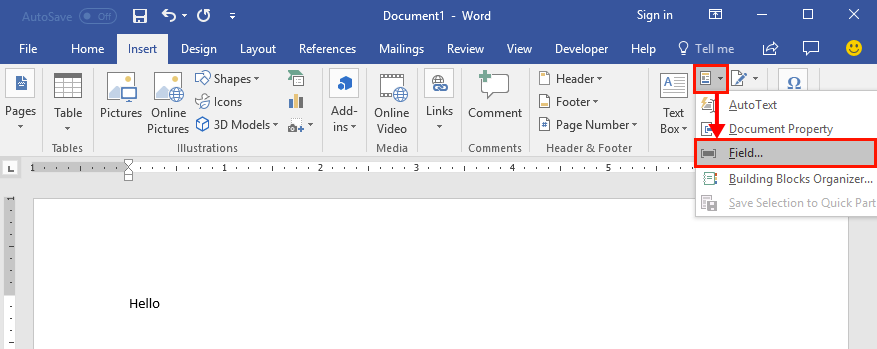 AutoSave Off Document1 - Word Sign in
File Home Insert Design Layout References Mailings Review View Developer Help Tell me
Pages
Table
Tables
Pictures
Online Pictures
Shapes
Icons
3D Models
Illustrations
Add-ins
Online Video
Media
Links
Comment
Comments
Header
Footer
Page Number
Header & Footer
Text Box
Ω
AutoText
Document Property
Field...
Building Blocks Organizer...
Save Selection to Quick Part
L 1 1 2 3 4 5
1
Hello